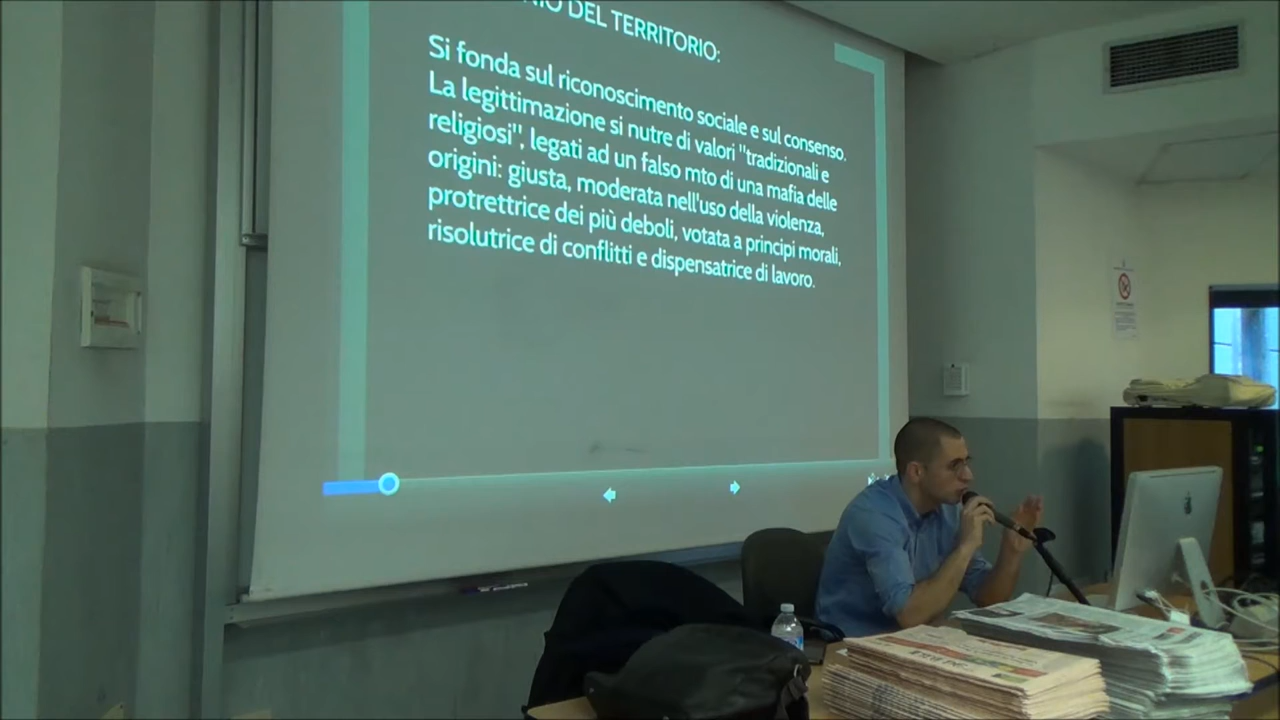 NIO DEL TERRITORIO:
Si fonda sul riconoscimento sociale e sul consenso.
La legittimazione si nutre di valori "tradizionali e
religiosi", legati ad un falso mto di una mafia delle
origini: giusta, moderata nell'uso della violenza,
protrettrice dei più deboli, votata a principi morali,
risolutrice di conflitti e dispensatrice di lavoro.